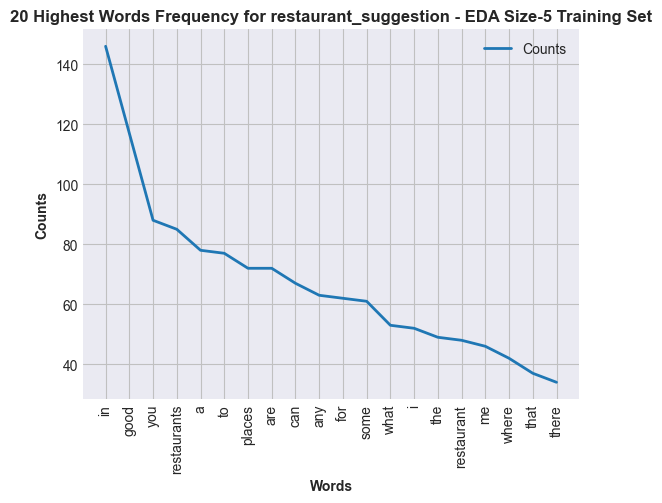 20 Highest Words Frequency for restaurant_suggestion - EDA Size-5 Training Set
Counts
140
120
100
80
60
40
Counts
in
good
you
restaurants
a
to
places
are
can
any
for
some
what
i
the
restaurant
me
where
that
there
Words